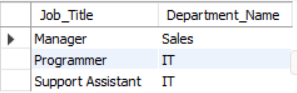 Job_Title Department_Name
Manager Sales
Programmer IT
Support Assistant IT